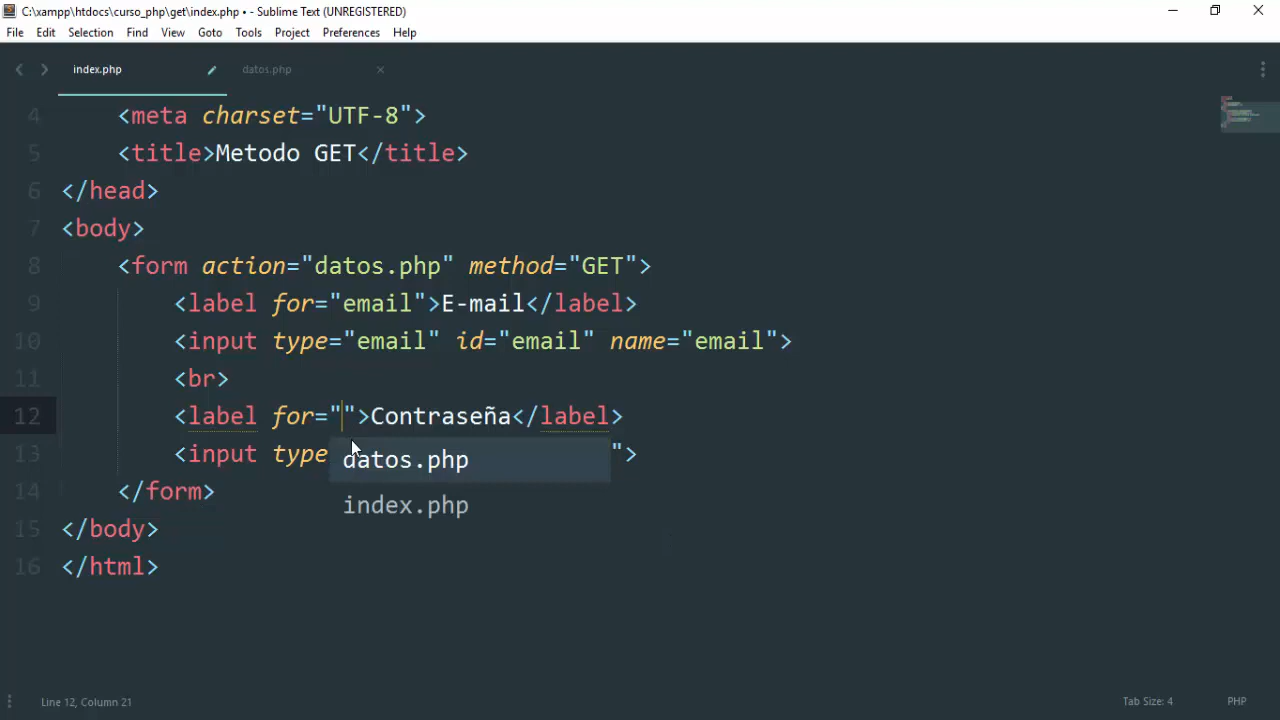 C:\xampp\htdocs\curso_php\get\index.php • - Sublime Text (UNREGISTERED)
File Edit Selection Find View Goto Tools Project Preferences Help
index.php datos.php
4 <meta charset="UTF-8">
5 <title>Metodo GET</title>
6 </head>
7 <body>
8 <form action="datos.php" method="GET">
9 <label for="email">E-mail</label>
10 <input type="email" id="email" name="email">
11 <br>
12 <label for="">Contraseña</label>
13 <input type ">
datos.php
index.php
14 </form>
15 </body>
16 </html>
Line 12, Column 21 Tab Size: 4 PHP